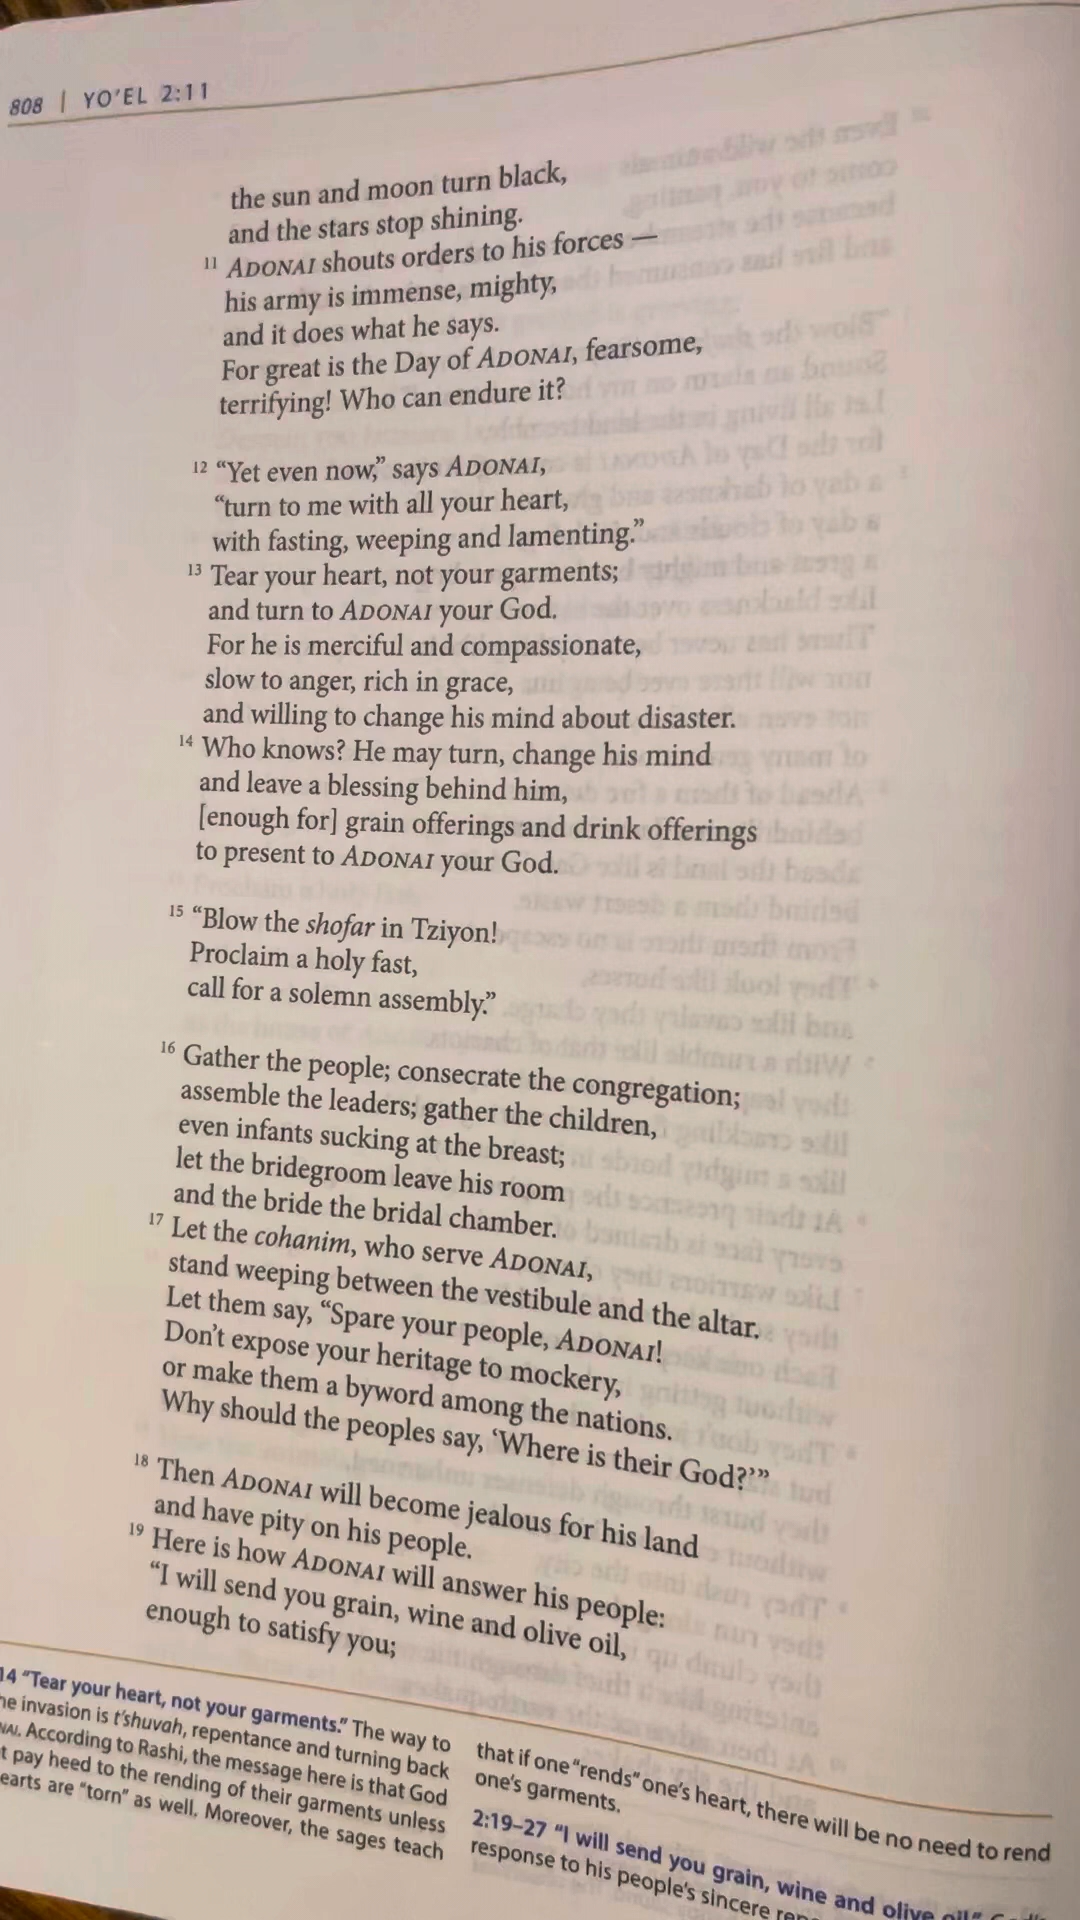 808 | YO'EL 2:11
the sun and moon turn black,
and the stars stop shining.
11 ADONAI shouts orders to his forces —
his army is immense, mighty,
and it does what he says.
For great is the Day of ADONAI, fearsome,
terrifying! Who can endure it?
12 “Yet even now,” says ADONAI,
“turn to me with all your heart,
with fasting, weeping and lamenting.”
13 Tear your heart, not your garments;
and turn to ADONAI your God.
For he is merciful and compassionate,
slow to anger, rich in grace,
and willing to change his mind about disaster.
14 Who knows? He may turn, change his mind
and leave a blessing behind him,
[enough for] grain offerings and drink offerings
to present to ADONAI your God.
15 “Blow the shofar in Tziyon!
Proclaim a holy fast,
call for a solemn assembly.”
16 Gather the people; consecrate the congregation;
assemble the leaders; gather the children,
even infants sucking at the breast;
let the bridegroom leave his room
and the bride the bridal chamber.
17 Let the cohanim, who serve ADONAI,
stand weeping between the vestibule and the altar.
Let them say, “Spare your people, ADONAI!
Don’t expose your heritage to mockery,
or make them a byword among the nations.
Why should the peoples say, ‘Where is their God?’”
18 Then ADONAI will become jealous for his land
and have pity on his people.
19 Here is how ADONAI will answer his people:
“I will send you grain, wine and olive oil,
enough to satisfy you;
14 “Tear your heart, not your garments.” The way to
invasion is t’shuvah, repentance and turning back
According to Rashi, the message here is that God
pay heed to the rending of their garments unless
are “torn” as well. Moreover, the sages teach
that if one “rends” one’s heart, there will be no need to rend
one’s garments.
2:19–27 “I will send you grain, wine and olive oil”
response to his people’s sincere